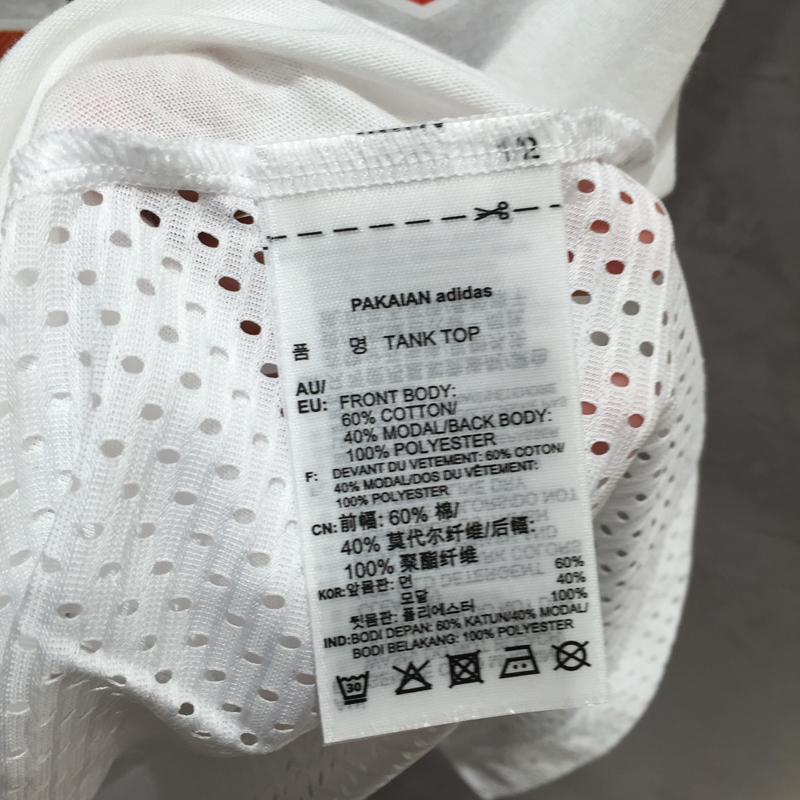 PAKAIAN adidas
품 명 TANK TOP
AU/
EU: FRONT BODY:
60% COTTON/
40% MODAL/BACK BODY:
100% POLYESTER
F: DEVANT DU VETEMENT: 60% COTON/
40% MODAL/DOS DU VÊTEMENT:
100% POLYESTER
CN: 前幅: 60% 棉/
40% 莫代尔纤维/后幅:
100% 聚酯纤维
KOR: 앞몸판: 면 60%
모달 40%
뒷몸판: 폴리에스터 100%
IND: BODI DEPAN: 60% KATUN/40% MODAL/
BODI BELAKANG: 100% POLYESTER
30